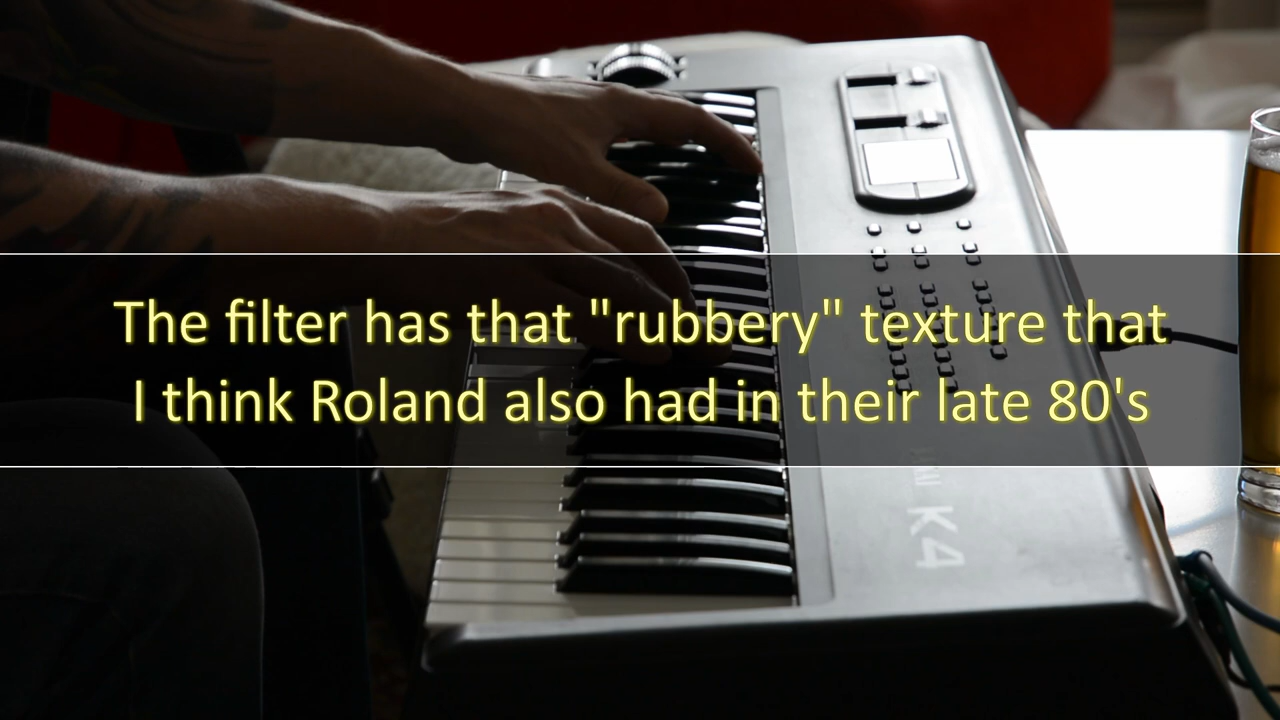 The filter has that "rubbery" texture that
I think Roland also had in their late 80's
K4